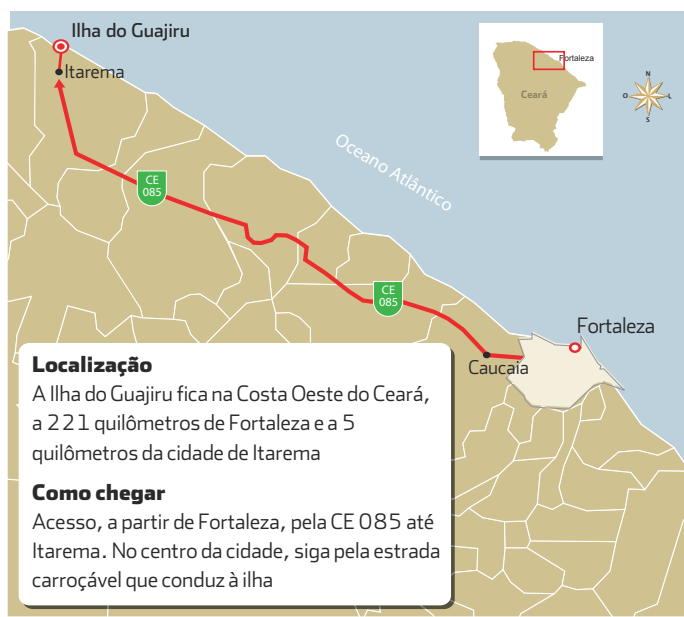 Ilha do Guajiru
Itarema
Fortaleza
Ceará
N
O
L
S
Oceano Atlântico
CE
085
CE
085
Fortaleza
Caucaia
Localização
A Ilha do Guajiru fica na Costa Oeste do Ceará,
a 221 quilômetros de Fortaleza e a 5
quilômetros da cidade de Itarema
Como chegar
Acesso, a partir de Fortaleza, pela CE 085 até
Itarema. No centro da cidade, siga pela estrada
carroçável que conduz à ilha